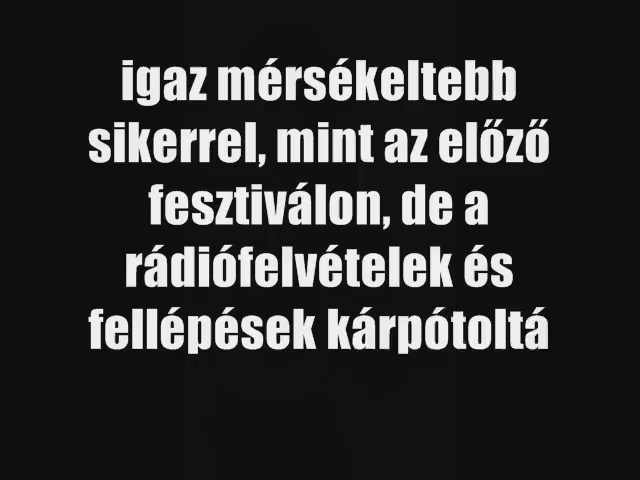 igaz mérsékeltebb
sikerrel, mint az előző
fesztiválon, de a
rádiófelvételek és
fellépések kárpótoltá